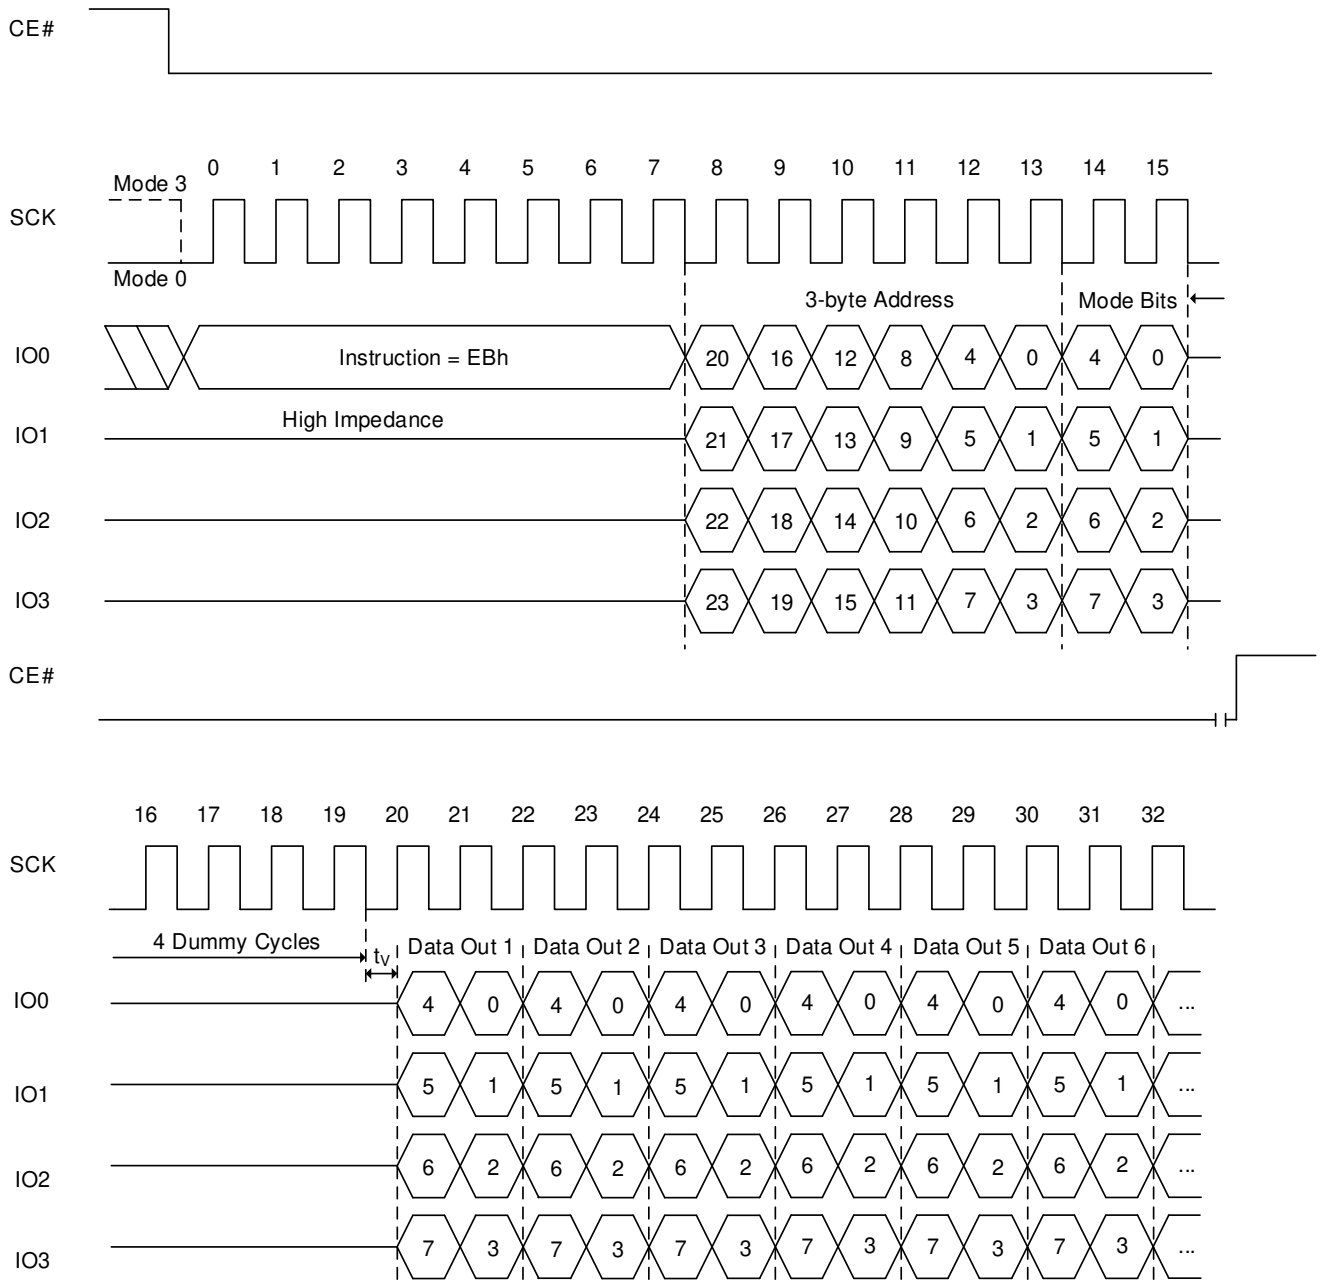 CE#
0 1 2 3 4 5 6 7 8 9 10 11 12 13 14 15
Mode 3
SCK
Mode 0
3-byte Address Mode Bits
IO0 Instruction = EBh 20 16 12 8 4 0 4 0
High Impedance
IO1 21 17 13 9 5 1 5 1
IO2 22 18 14 10 6 2 6 2
IO3 23 19 15 11 7 3 7 3
CE#
16 17 18 19 20 21 22 23 24 25 26 27 28 29 30 31 32
SCK
4 Dummy Cycles tV Data Out 1 Data Out 2 Data Out 3 Data Out 4 Data Out 5 Data Out 6
IO0 4 0 4 0 4 0 4 0 4 0 4 0 ...
IO1 5 1 5 1 5 1 5 1 5 1 5 1 ...
IO2 6 2 6 2 6 2 6 2 6 2 6 2 ...
IO3 7 3 7 3 7 3 7 3 7 3 7 3 ...